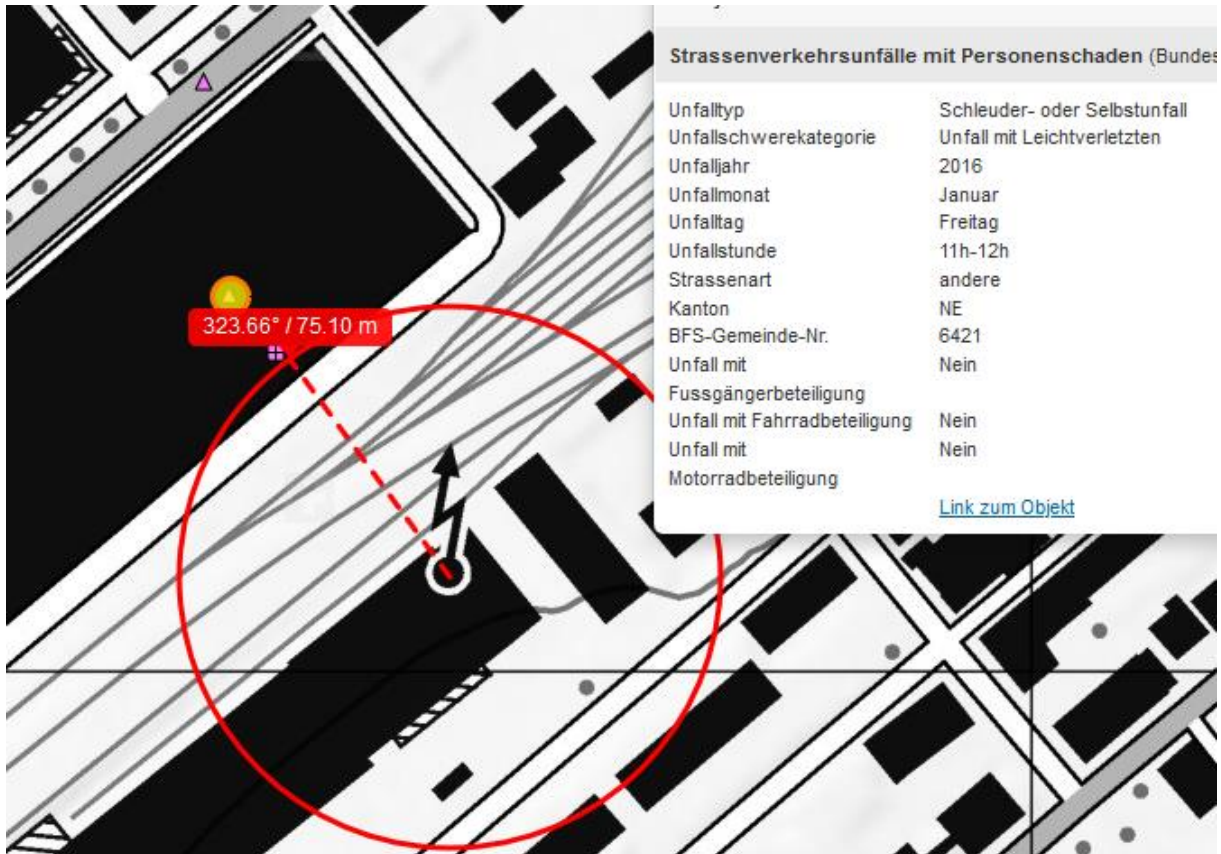 Strassenverkehrsunfälle mit Personenschaden (Bundes
Unfalltyp Schleuder- oder Selbstunfall
Unfallschwerekategorie Unfall mit Leichtverletzten
Unfalljahr 2016
Unfallmonat Januar
Unfalltag Freitag
Unfallstunde 11h-12h
Strassenart andere
Kanton NE
BFS-Gemeinde-Nr. 6421
Unfall mit Nein
Fussgängerbeteiligung
Unfall mit Fahrradbeteiligung Nein
Unfall mit Nein
Motorradbeteiligung
Link zum Objekt
323.66° / 75.10 m